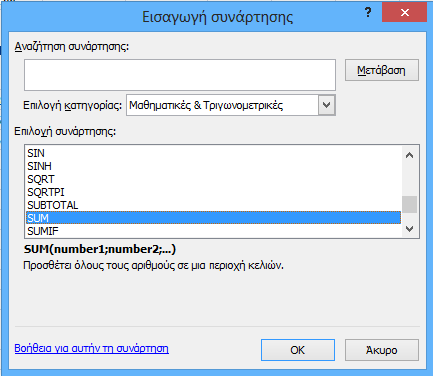 Εισαγωγή συνάρτησης
?
Αναζήτηση συνάρτησης:
Μετάβαση
Επιλογή κατηγορίας: Μαθηματικές & Τριγωνομετρικές
Επιλοχή συνάρτησης:
SIN
SINH
SQRT
SQRTPI
SUBTOTAL
SUM
SUMIF
SUM(number1;number2;...)
Προσθέτει όλους τους αριθμούς σε μια περιοχή κελιών.
Βοήθεια για αυτήν τη συνάρτηση
OK
Άκυρο